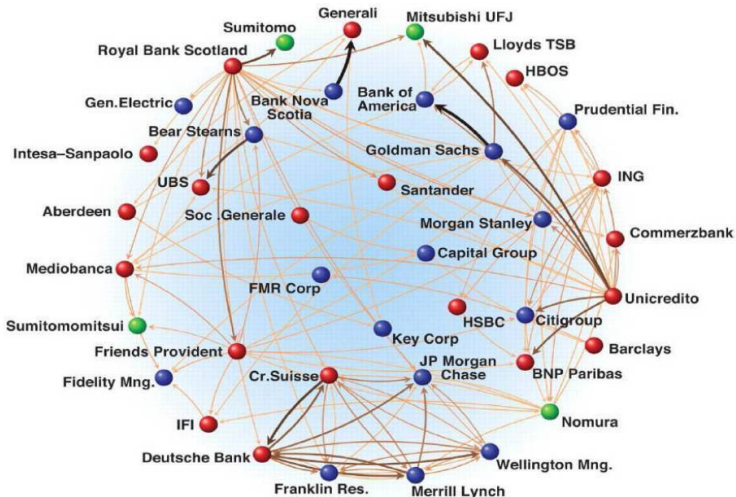 Generali
Sumitomo
Mitsubishi UFJ
Royal Bank Scotland
Lloyds TSB
HBOS
Gen.Electric
Bank Nova
Scotia
Bank of
America
Prudential Fin.
Bear Stearns
Goldman Sachs
Intesa–Sanpaolo
UBS
Santander
ING
Aberdeen
Soc .Generale
Morgan Stanley
Commerzbank
Mediobanca
Capital Group
FMR Corp
Unicredito
Sumitomomitsui
HSBC
Citigroup
Key Corp
Friends Provident
Barclays
JP Morgan
Chase
BNP Paribas
Fidelity Mng.
Cr.Suisse
IFI
Nomura
Deutsche Bank
Wellington Mng.
Franklin Res.
Merrill Lynch